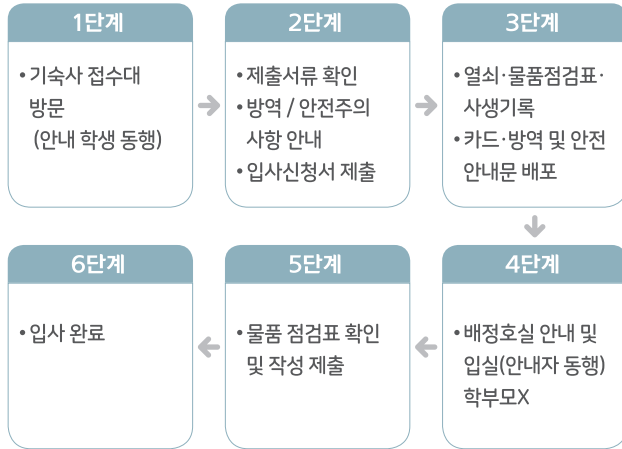 1단계
• 기숙사 접수대
방문
(안내 학생 동행)
2단계
• 제출서류 확인
• 방역 / 안전주의
사항 안내
• 입사신청서 제출
3단계
• 열쇠·물품점검표·
사생기록
• 카드·방역 및 안전
안내문 배포
4단계
• 배정호실 안내 및
입실(안내자 동행)
학부모X
5단계
• 물품 점검표 확인
및 작성 제출
6단계
• 입사 완료